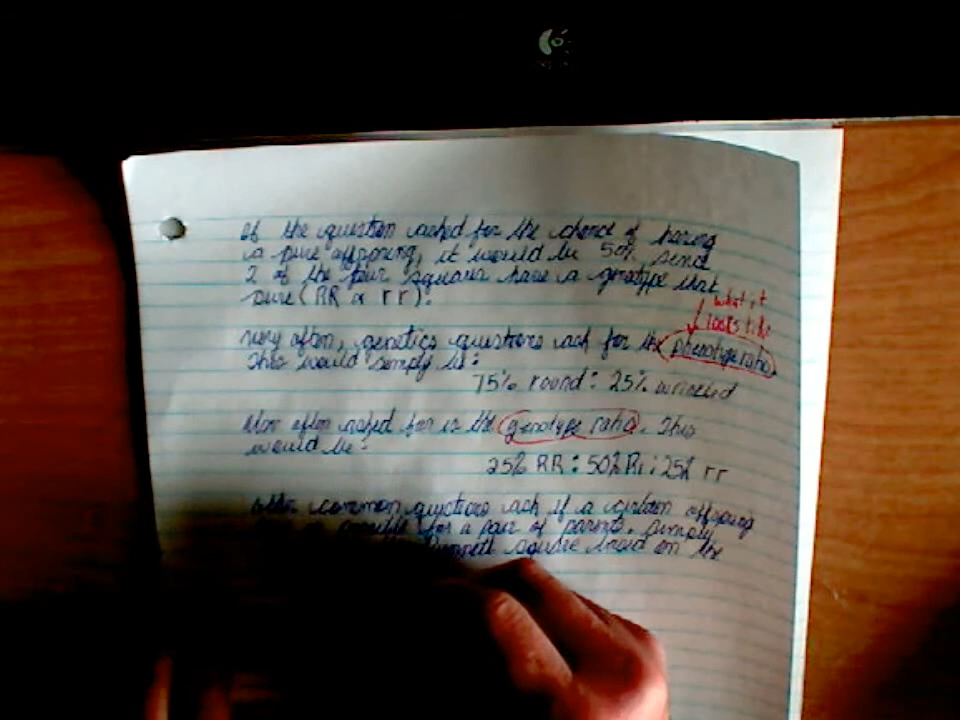 If the question asked for the chance of having
a pure offspring, it would be 50%, since
2 of the four squares have a genotype that
pure (RR or rr).
what it
looks like
Very often, genetics questions ask for the phenotype ratio
This would simply be:
75% round : 25% wrinkled
Also often asked for is the genotype ratio. This
would be:
25% RR : 50% Rr : 25% rr
Other common questions ask if a certain offspring
possible for a pair of parents. Simply
punnett square based on the